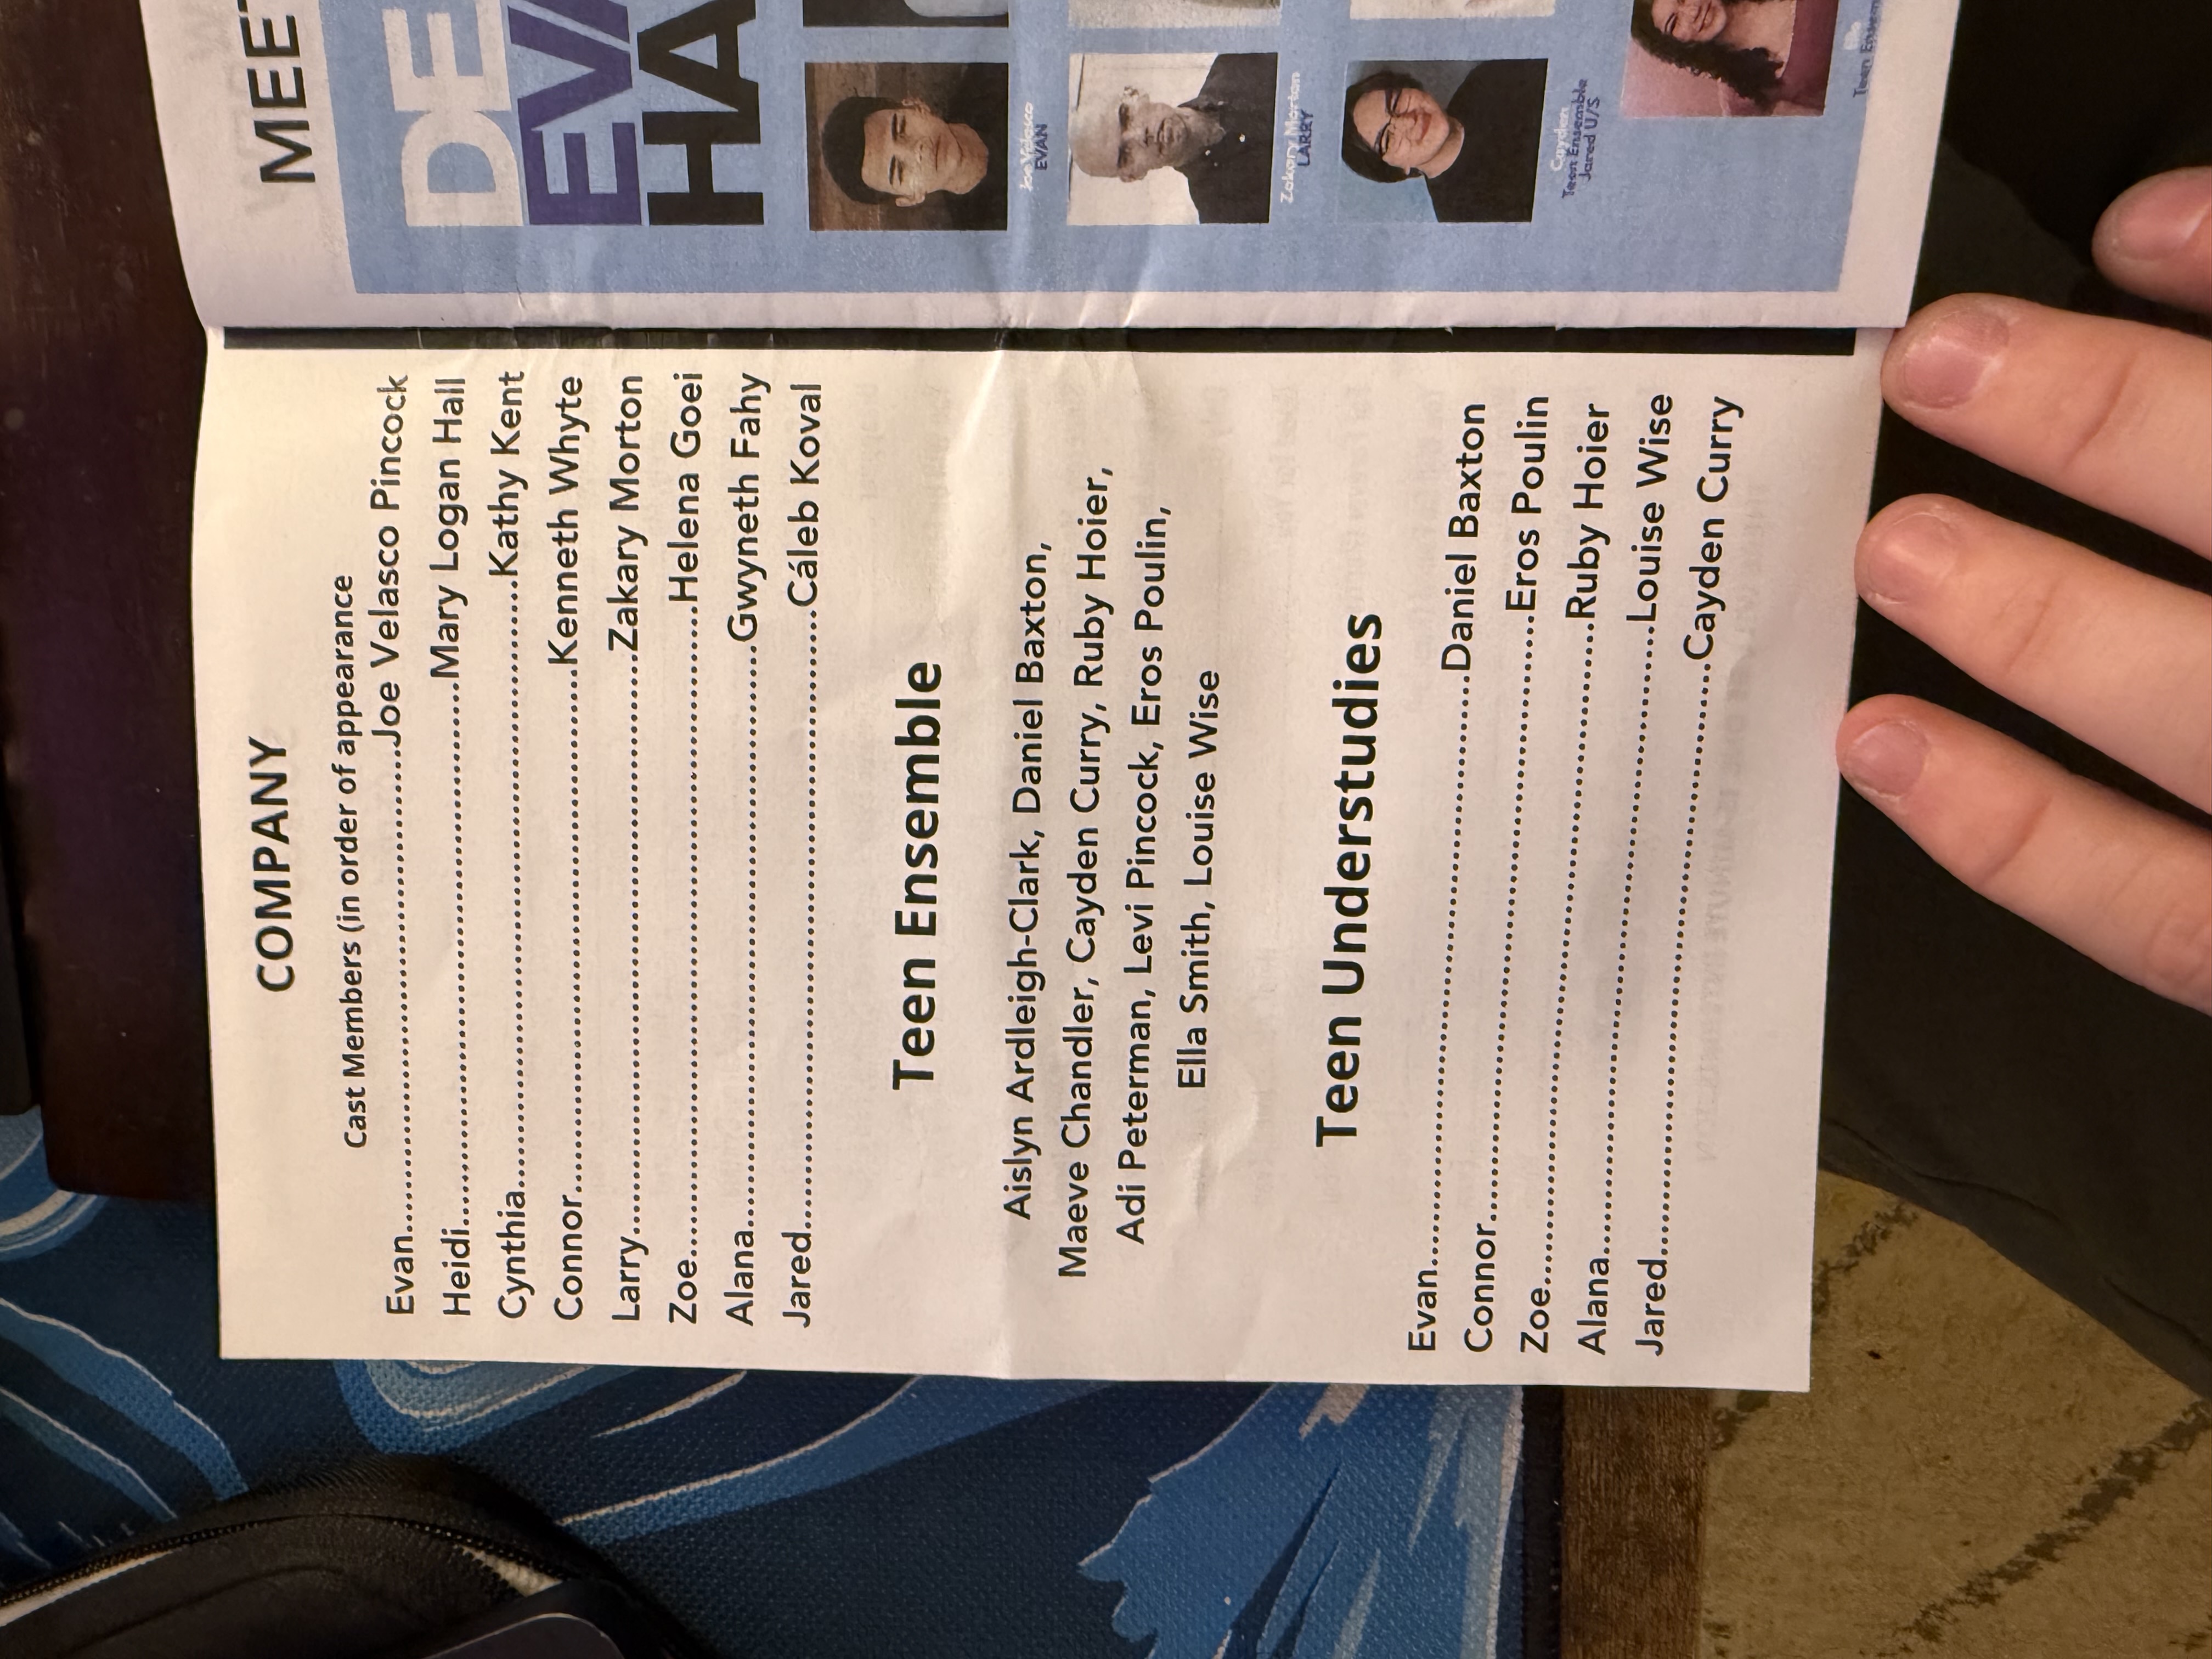 COMPANY
Cast Members (in order of appearance
Evan..........................................Joe Velasco Pincock
Heidi...............................................Mary Logan Hall
Cynthia.....................................................Kathy Kent
Connor..............................................Kenneth Whyte
Larry...................................................Zakary Morton
Zoe.........................................................Helena Goei
Alana...................................................Gwyneth Fahy
Jared......................................................Cáleb Koval
Teen Ensemble
Aislyn Ardleigh-Clark, Daniel Baxton,
Maeve Chandler, Cayden Curry, Ruby Hoier,
Adi Peterman, Levi Pincock, Eros Poulin,
Ella Smith, Louise Wise
Teen Understudies
Evan....................................................Daniel Baxton
Connor.....................................................Eros Poulin
Zoe..........................................................Ruby Hoier
Alana.......................................................Louise Wise
Jared....................................................Cayden Curry
MEET
DE
EVA
HA
Joe Velasco
EVAN
Zakary Morton
LARRY
Cayden
Teen Ensemble
Jared U/S
Ella
Teen Ensem